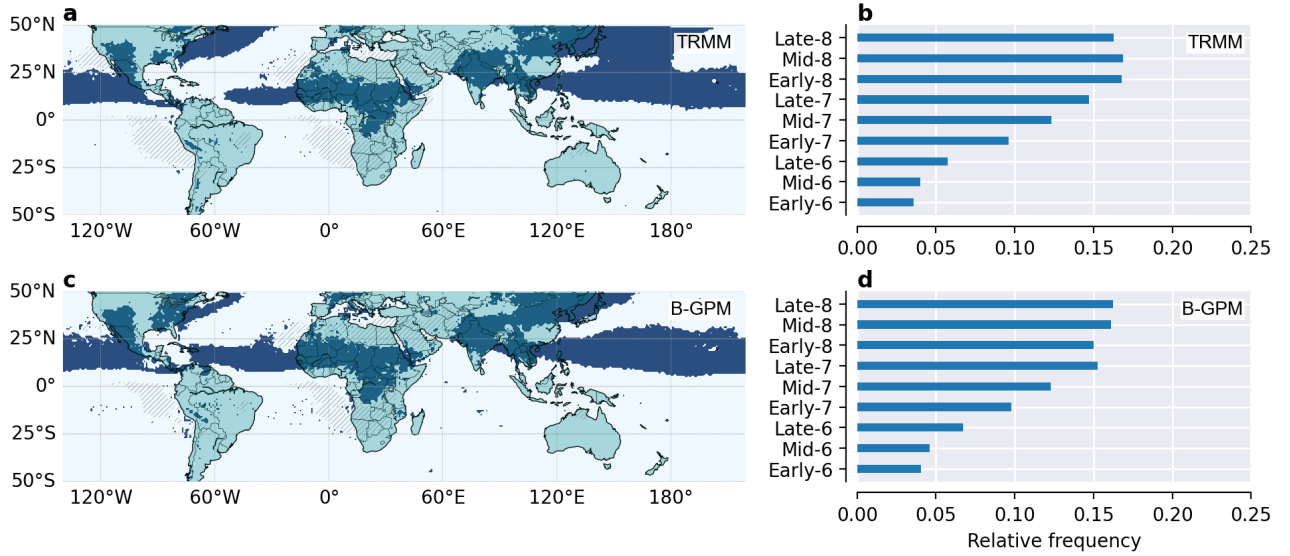 a
50°N
25°N
0°
25°S
50°S
120°W 60°W 0° 60°E 120°E 180°
TRMM
b
TRMM
Late-8
Mid-8
Early-8
Late-7
Mid-7
Early-7
Late-6
Mid-6
Early-6
0.00 0.05 0.10 0.15 0.20 0.25
c
50°N
25°N
0°
25°S
50°S
120°W 60°W 0° 60°E 120°E 180°
B-GPM
d
B-GPM
Late-8
Mid-8
Early-8
Late-7
Mid-7
Early-7
Late-6
Mid-6
Early-6
0.00 0.05 0.10 0.15 0.20 0.25
Relative frequency